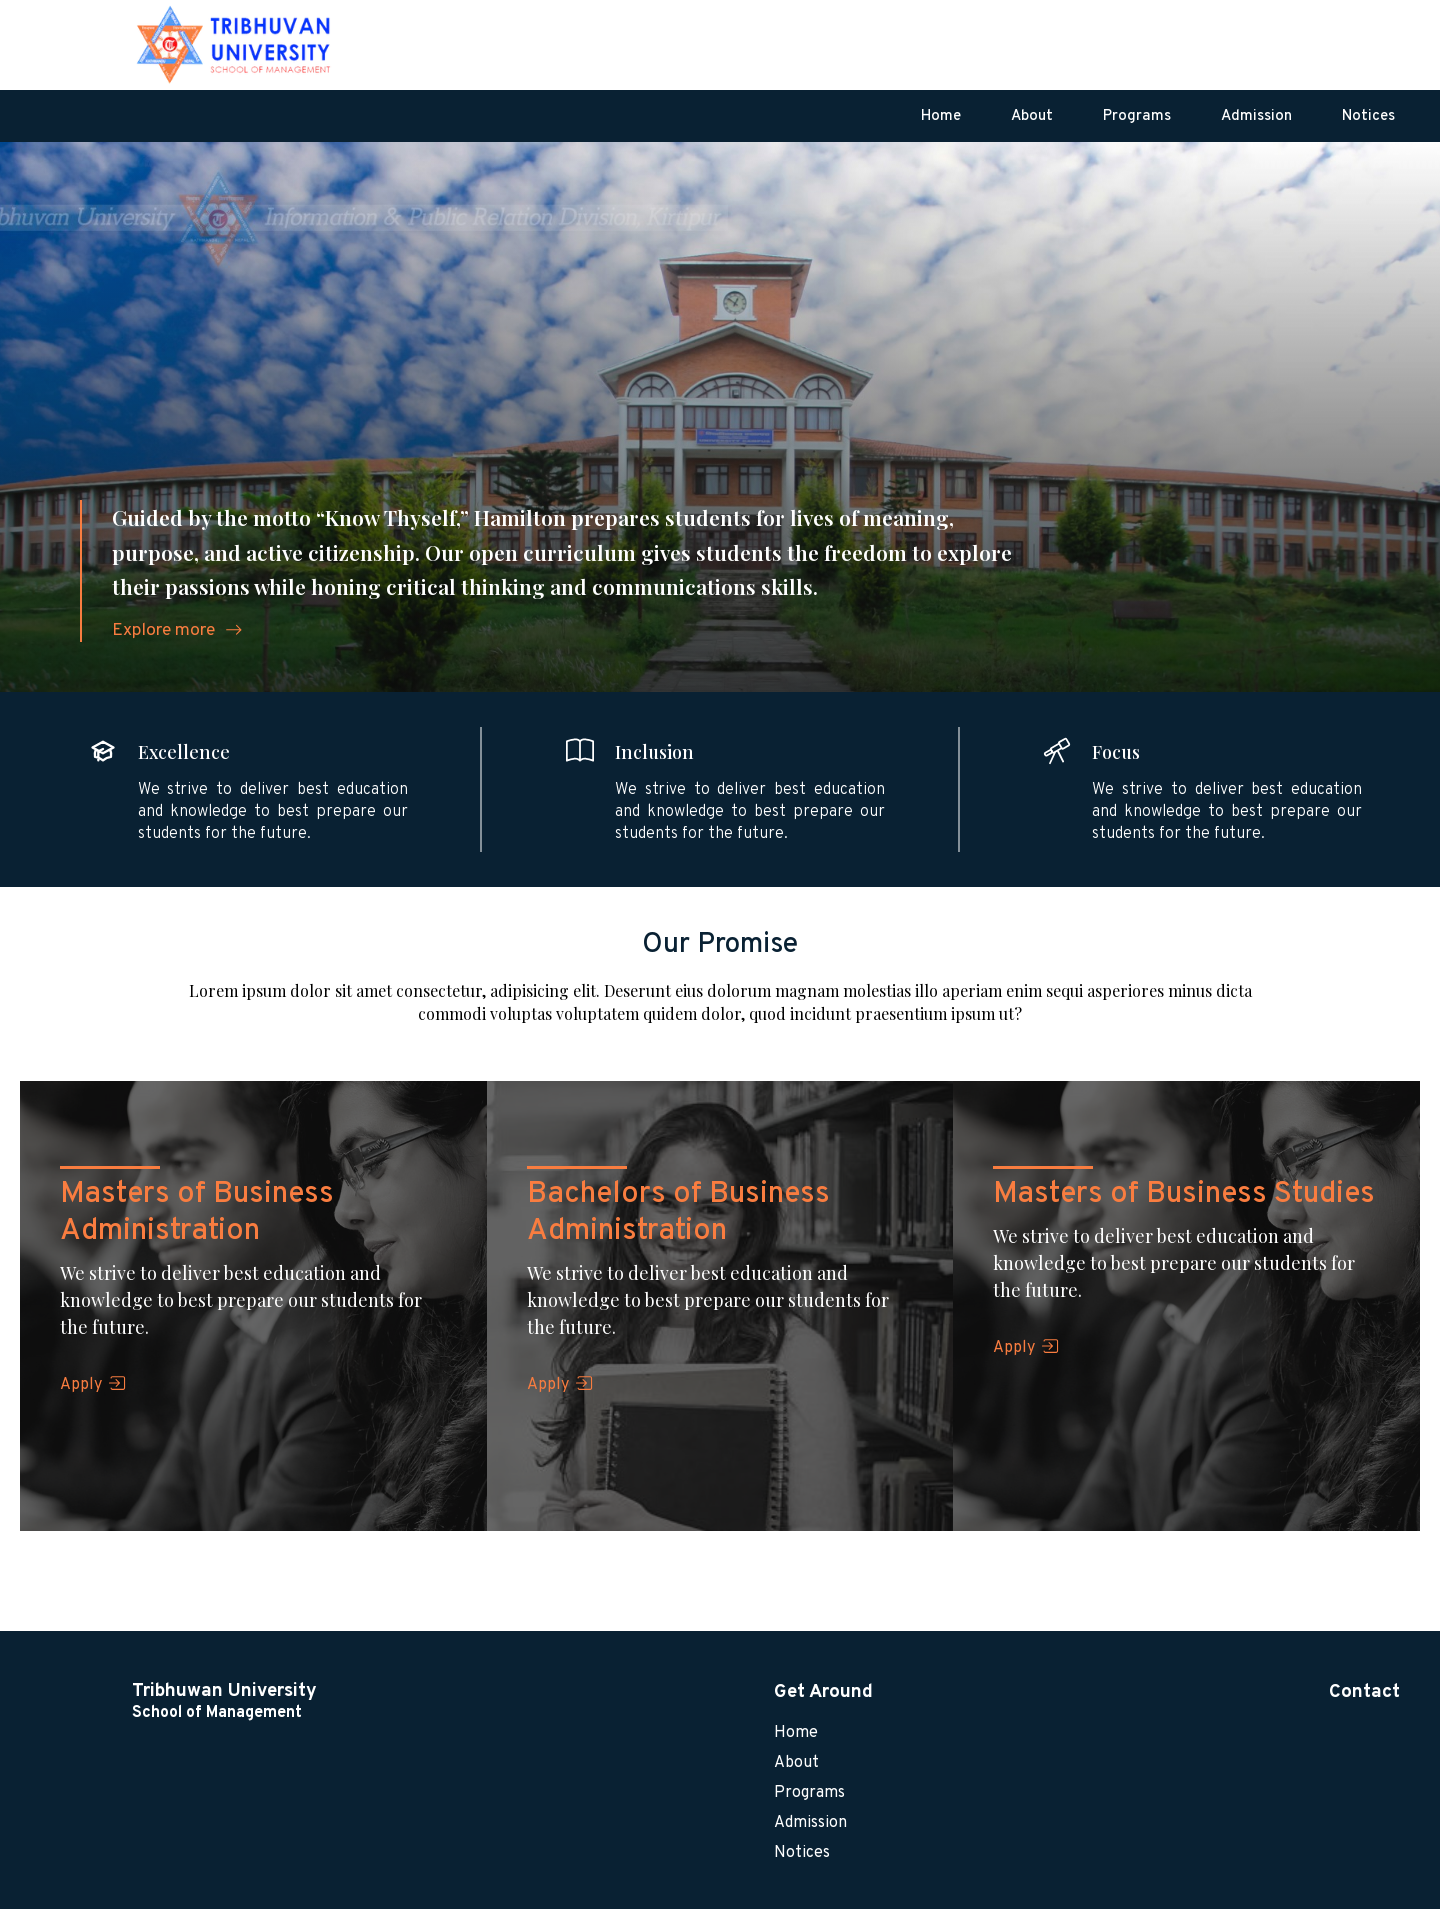 TRIBHUVAN
UNIVERSITY
SCHOOL OF MANAGEMENT
Home About Programs Admission Notices
bhuvan University Information & Public Relation Division, Kirtipur
Guided by the motto “Know Thyself,” Hamilton prepares students for lives of meaning,
purpose, and active citizenship. Our open curriculum gives students the freedom to explore
their passions while honing critical thinking and communications skills.
Explore more
Excellence
We strive to deliver best education
and knowledge to best prepare our
students for the future.
Inclusion
We strive to deliver best education
and knowledge to best prepare our
students for the future.
Focus
We strive to deliver best education
and knowledge to best prepare our
students for the future.
Our Promise
Lorem ipsum dolor sit amet consectetur, adipisicing elit. Deserunt eius dolorum magnam molestias illo aperiam enim sequi asperiores minus dicta
commodi voluptas voluptatem quidem dolor, quod incidunt praesentium ipsum ut?
Masters of Business
Administration
We strive to deliver best education and
knowledge to best prepare our students for
the future.
Apply
Bachelors of Business
Administration
We strive to deliver best education and
knowledge to best prepare our students for
the future.
Apply
Masters of Business Studies
We strive to deliver best education and
knowledge to best prepare our students for
the future.
Apply
Tribhuwan University
School of Management
Get Around
Home
About
Programs
Admission
Notices
Contact